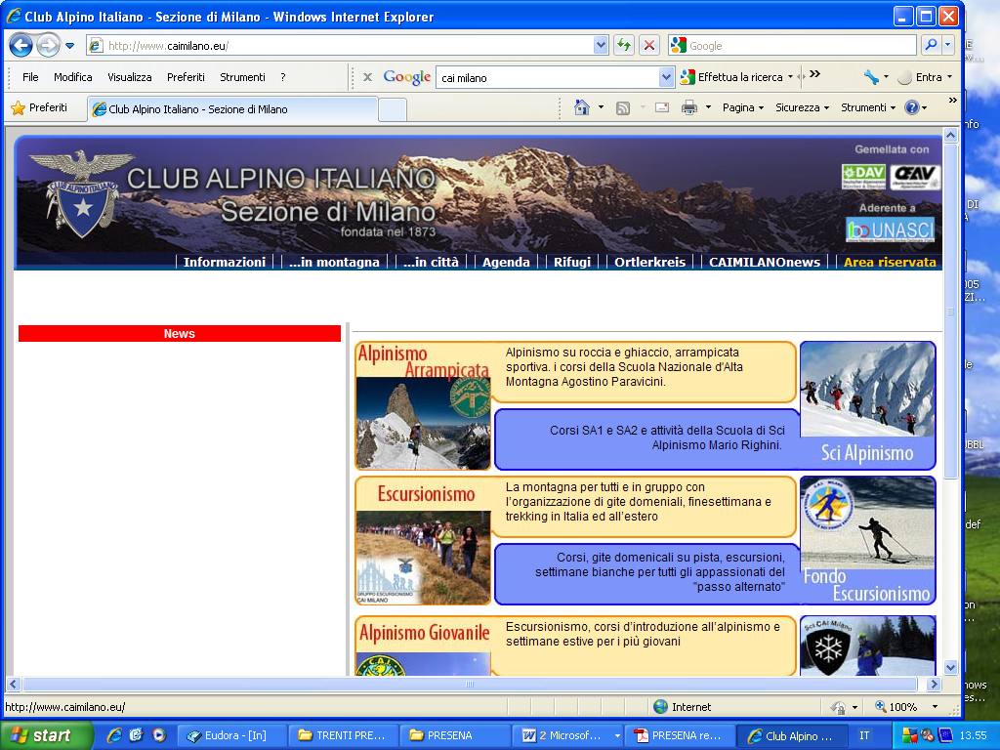 Club Alpino Italiano - Sezione di Milano - Windows Internet Explorer
http://www.caimilano.eu/
Google
File Modifica Visualizza Preferiti Strumenti ?
Google cai milano Effettua la ricerca Entra
Preferiti Club Alpino Italiano - Sezione di Milano Pagina Sicurezza Strumenti
CLUB ALPINO ITALIANO
CLUB ALPINO ITALIANO
Sezione di Milano
fondata nel 1873
Gemellata con
DAV
Aderente a
UNASCI
Informazioni ...in montagna ...in città Agenda Rifugi Ortlerkreis CAIMILANOnews Area riservata
News
Alpinismo
Arrampicata
Alpinismo su roccia e ghiaccio, arrampicata
sportiva. i corsi della Scuola Nazionale d'Alta
Montagna Agostino Paravicini.
Corsi SA1 e SA2 e attività della Scuola di Sci
Alpinismo Mario Righini.
Sci Alpinismo
Escursionismo
GRUPPO ESCURSIONISMO
CAI MILANO
La montagna per tutti e in gruppo con
l'organizzazione di gite domeniali, finesettimana e
trekking in Italia ed all'estero
Corsi, gite domenicali su pista, escursioni,
settimane bianche per tutti gli appassionati del
"passo alternato"
Fondo
Escursionismo
Alpinismo Giovanile
C.A.I.
Escursionismo, corsi d'introduzione all'alpinismo e
settimane estive per i più giovani
Sci CAI Milano
http://www.caimilano.eu/ Internet 100%
start Eudora - [In] TRENTI PRE... PRESENA 2 Microsof... PRESENA re... Club Alpino ... IT 13.55